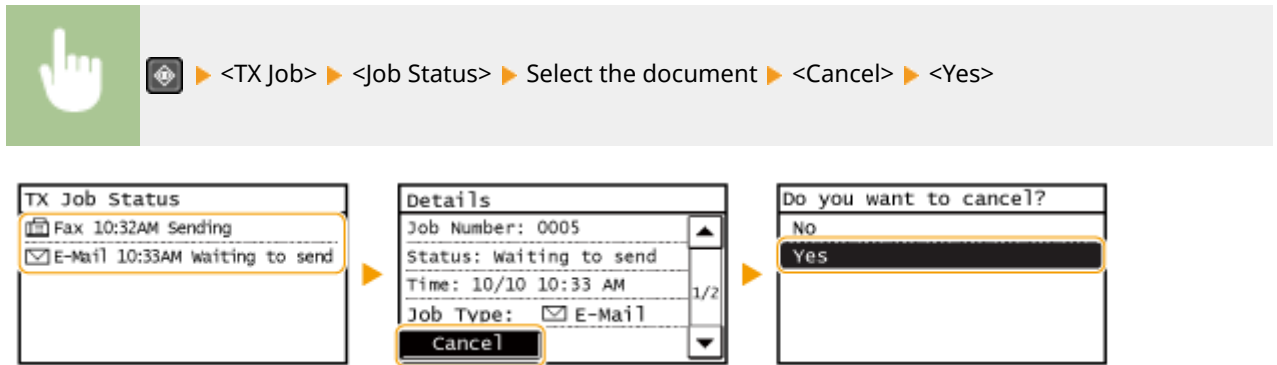 <TX Job> <Job Status> Select the document <Cancel> <Yes>
TX Job Status
Fax 10:32AM Sending
E-Mail 10:33AM Waiting to send
Details
Job Number: 0005
Status: Waiting to send
Time: 10/10 10:33 AM
1/2
Job Type: E-Mail
Cancel
Do you want to cancel?
No
Yes